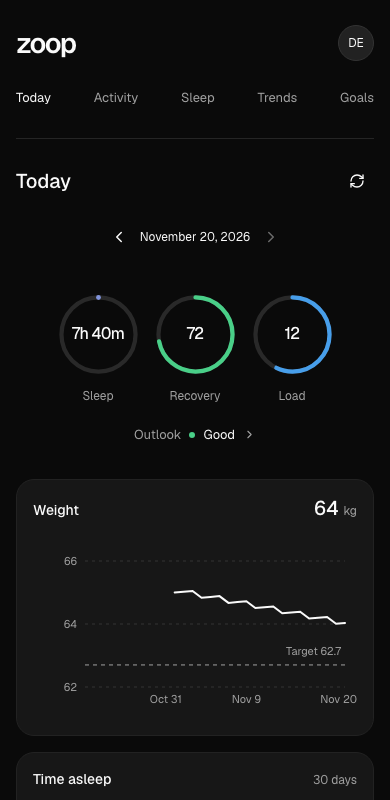 zoop
DE
Today Activity Sleep Trends Goals
Today
November 20, 2026
7h 40m 72 12
Sleep Recovery Load
Outlook Good
Weight 64 kg
66
64
Target 62.7
62
Oct 31 Nov 9 Nov 20
Time asleep 30 days